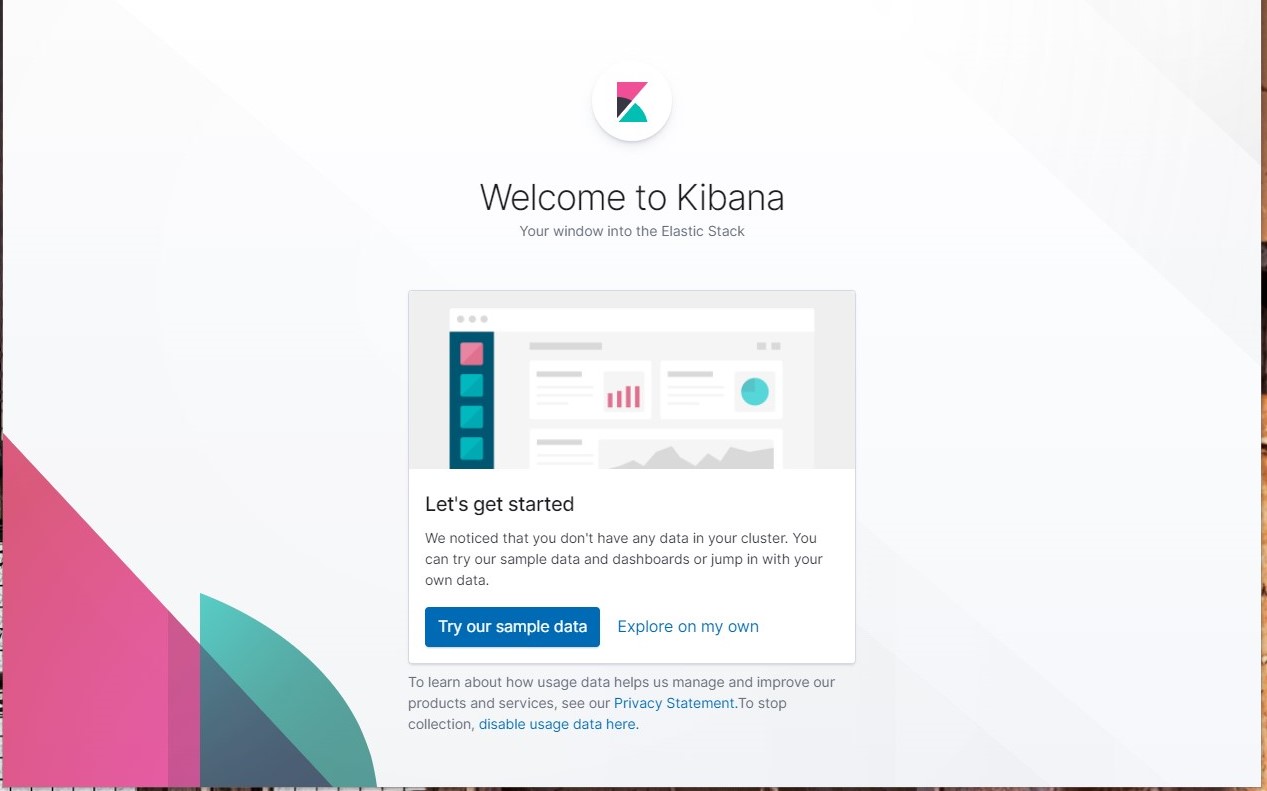 Welcome to Kibana
Your window into the Elastic Stack
Let's get started
We noticed that you don't have any data in your cluster. You
can try our sample data and dashboards or jump in with your
own data.
Try our sample data
Explore on my own
To learn about how usage data helps us manage and improve our
products and services, see our Privacy Statement.To stop
collection, disable usage data here.